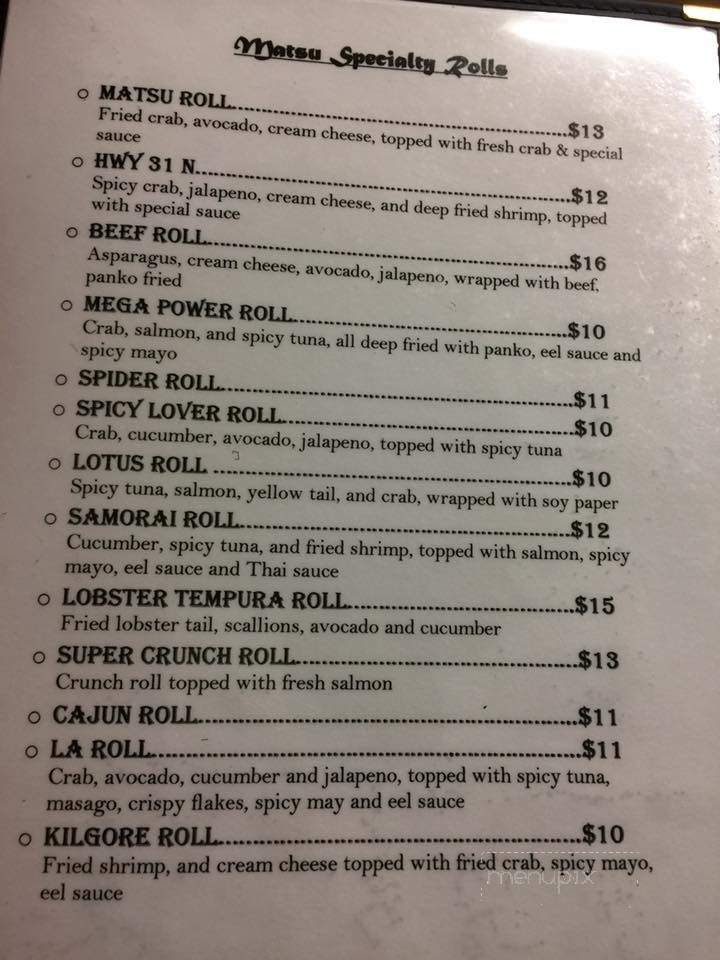 Matsu Specialty Rolls
○ MATSU ROLL..............................................$13
Fried crab, avocado, cream cheese, topped with fresh crab & special
sauce
○ HWY 31 N..............................................$12
Spicy crab, jalapeno, cream cheese, and deep fried shrimp, topped
with special sauce
○ BEEF ROLL..............................................$16
Asparagus, cream cheese, avocado, jalapeno, wrapped with beef,
panko fried
○ MEGA POWER ROLL..............................................$10
Crab, salmon, and spicy tuna, all deep fried with panko, eel sauce and
spicy mayo
○ SPIDER ROLL..............................................$11
○ SPICY LOVER ROLL..............................................$10
Crab, cucumber, avocado, jalapeno, topped with spicy tuna
○ LOTUS ROLL ..............................................$10
Spicy tuna, salmon, yellow tail, and crab, wrapped with soy paper
○ SAMORAI ROLL..............................................$12
Cucumber, spicy tuna, and fried shrimp, topped with salmon, spicy
mayo, eel sauce and Thai sauce
○ LOBSTER TEMPURA ROLL..............................................$15
Fried lobster tail, scallions, avocado and cucumber
○ SUPER CRUNCH ROLL..............................................$13
Crunch roll topped with fresh salmon
○ CAJUN ROLL..............................................$11
○ LA ROLL..............................................$11
Crab, avocado, cucumber and jalapeno, topped with spicy tuna,
masago, crispy flakes, spicy may and eel sauce
○ KILGORE ROLL..............................................$10
Fried shrimp, and cream cheese topped with fried crab, spicy mayo,
eel sauce
menupix